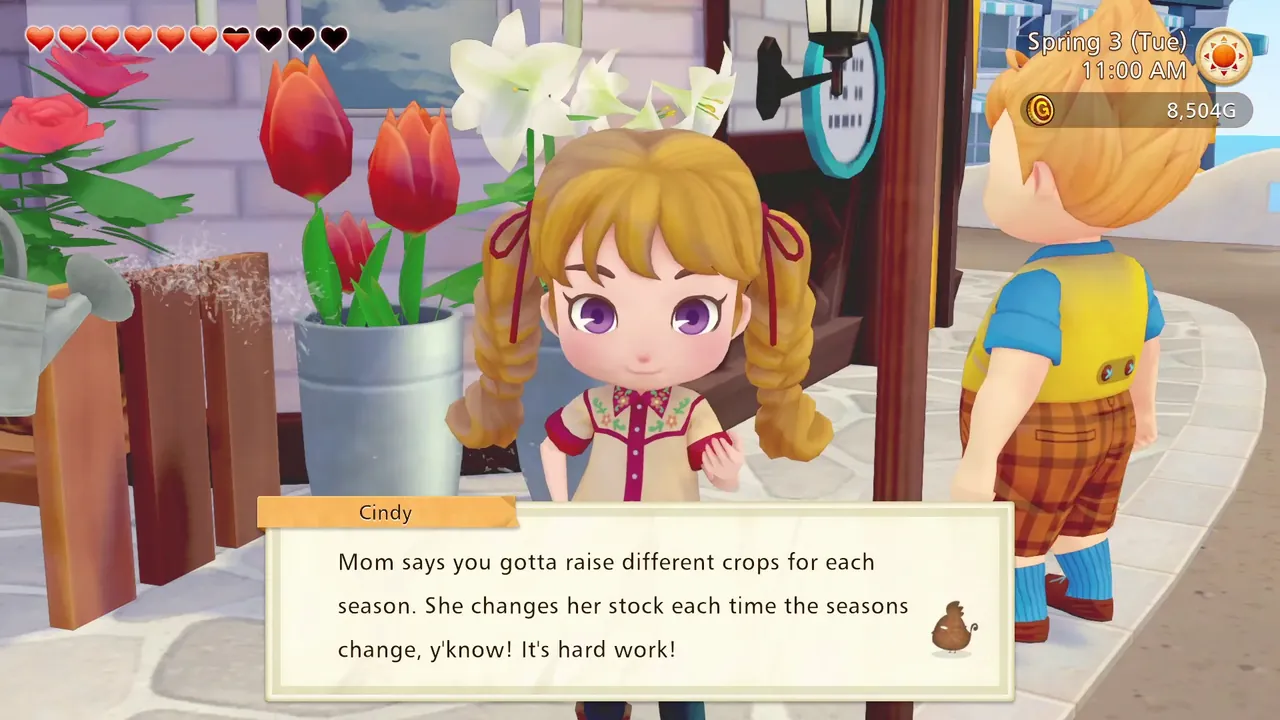 Spring 3 (Tue)
11:00 AM
8,504G
Cindy
Mom says you gotta raise different crops for each
season. She changes her stock each time the seasons
change, y'know! It's hard work!